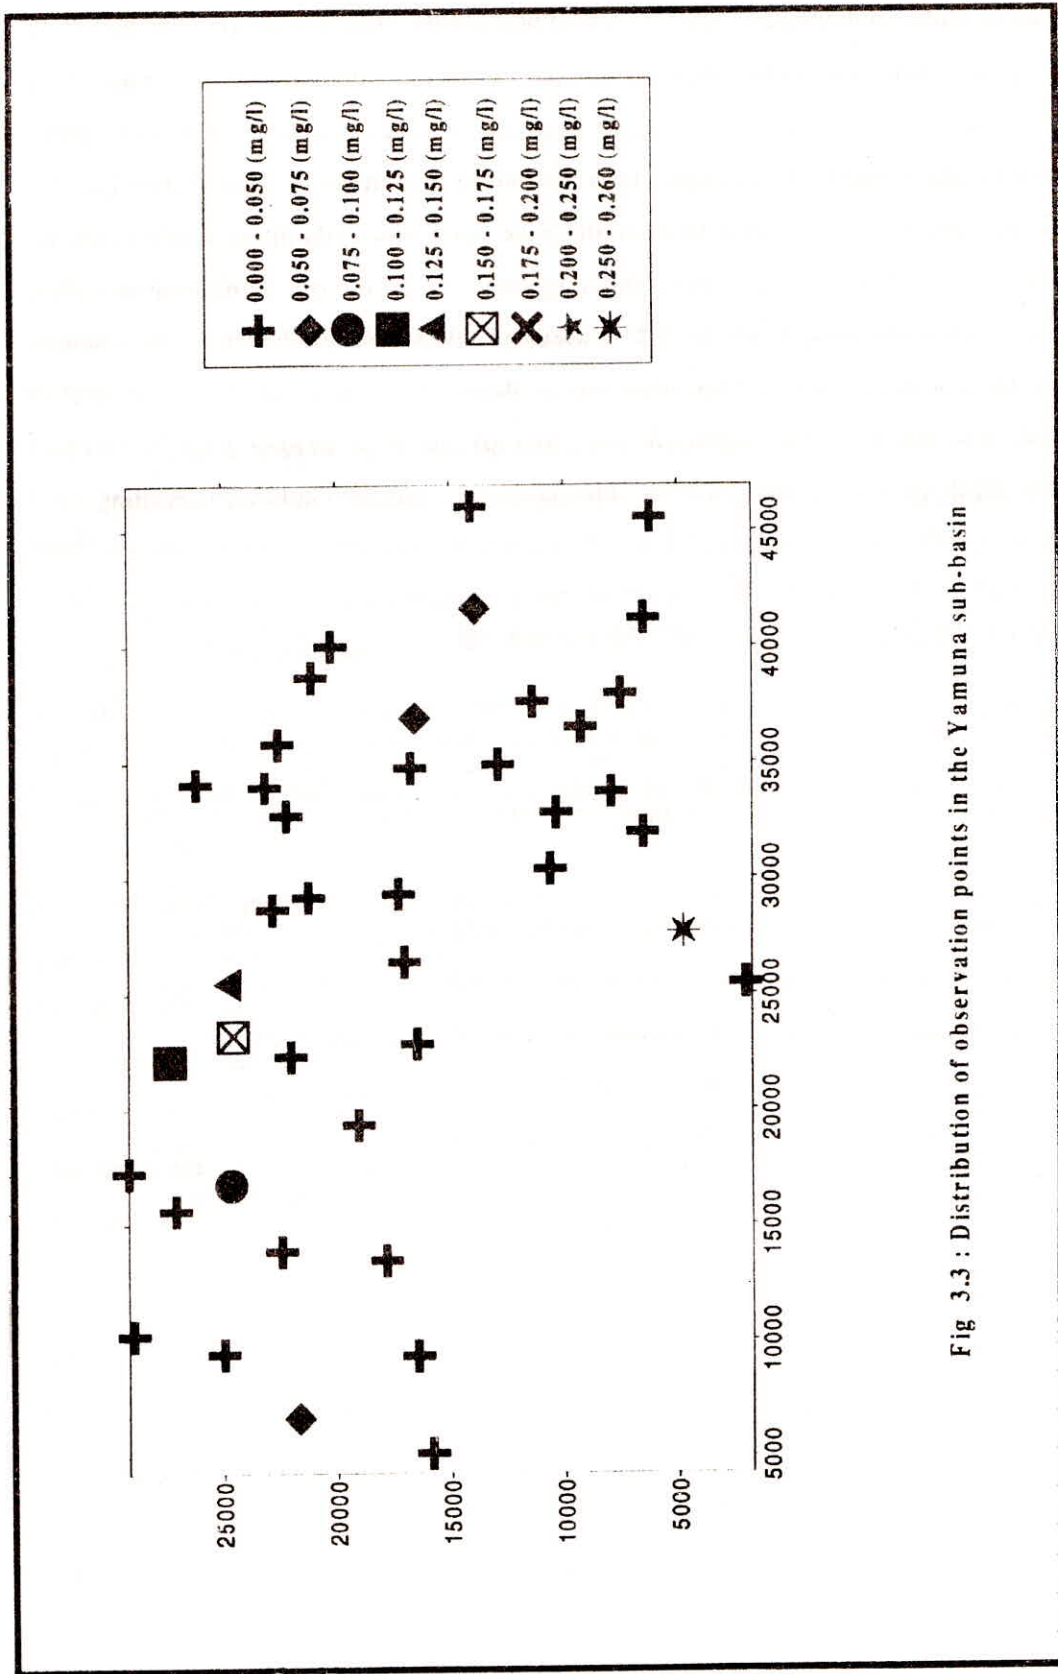 0.000 - 0.050 (mg/l)
0.050 - 0.075 (mg/l)
0.075 - 0.100 (mg/l)
0.100 - 0.125 (mg/l)
0.125 - 0.150 (mg/l)
0.150 - 0.175 (mg/l)
0.175 - 0.200 (mg/l)
0.200 - 0.250 (mg/l)
0.250 - 0.260 (mg/l)
25000
20000
15000
10000
5000
5000 10000 15000 20000 25000 30000 35000 40000 45000
Fig 3.3 : Distribution of observation points in the Yamuna sub-basin